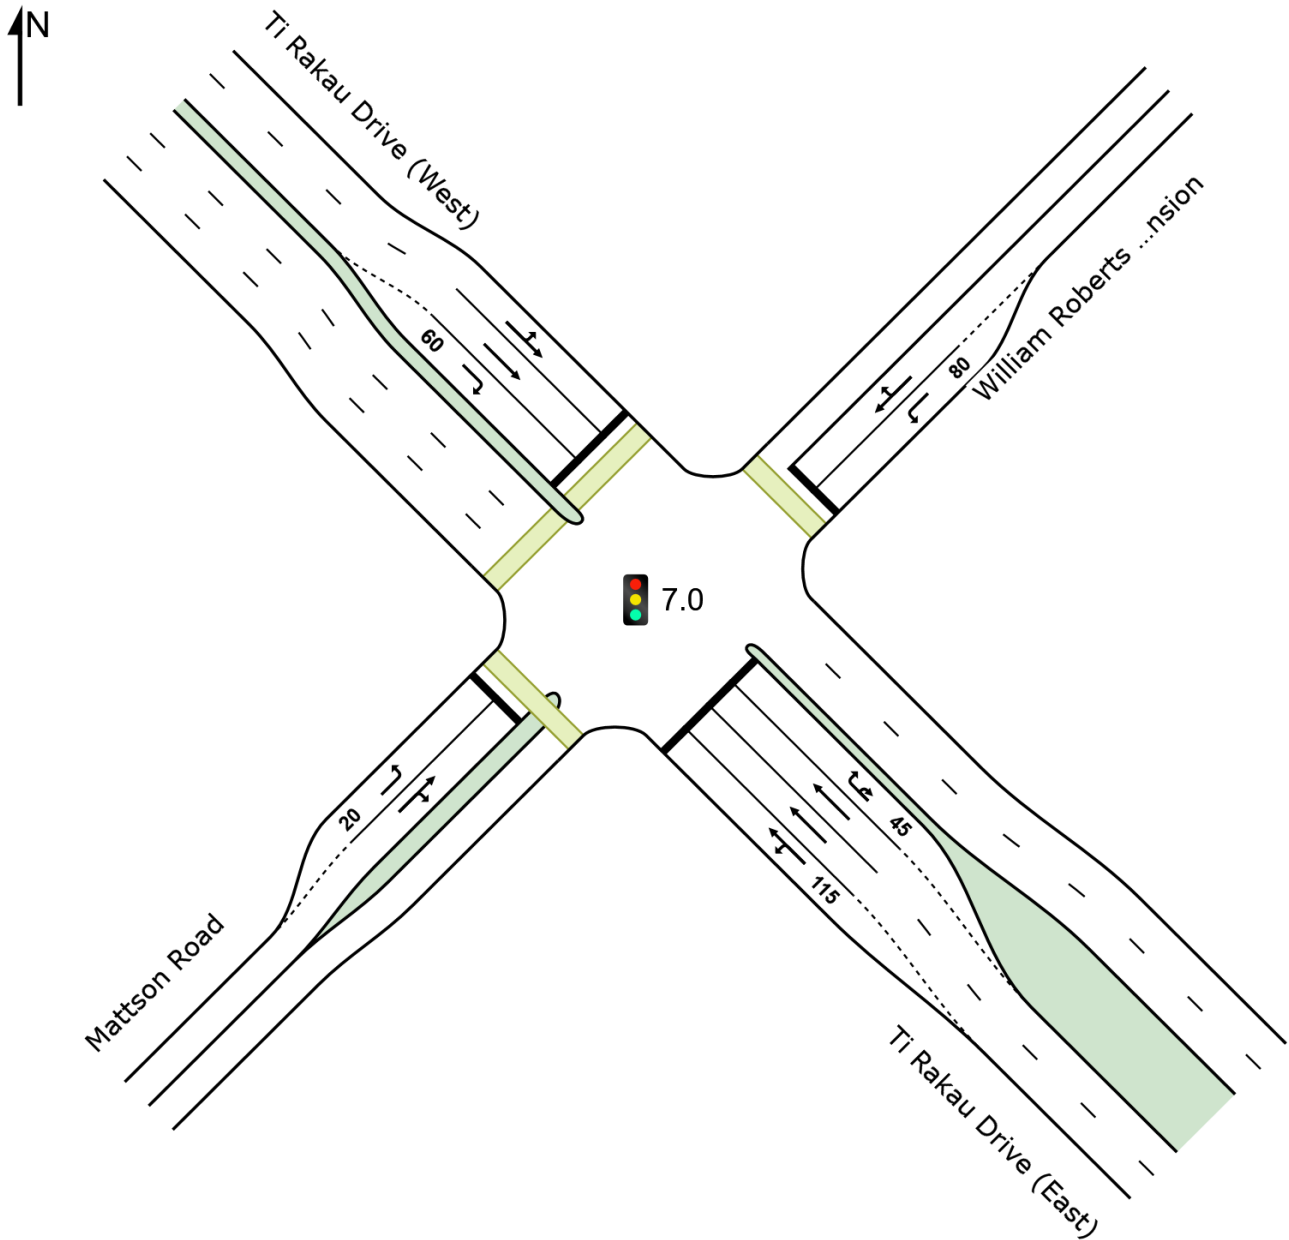 N
Ti Rakau Drive (West)
William Roberts ...nsion
60
80
7.0
20
45
115
Mattson Road
Ti Rakau Drive (East)